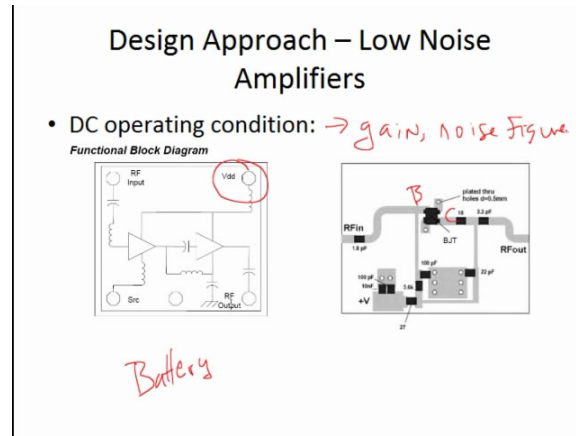 Design Approach – Low Noise
Amplifiers
• DC operating condition: → gain, noise Figure
Functional Block Diagram
RF
Input
Vdd
Src
RF
Output
B
plated thru
holes d=0.5mm
C
18
2.2 pF
RFin
BJT
RFout
1.8 pF
100 pF
22 pF
100 pF
10nF
5.6k
+V
27
Battery